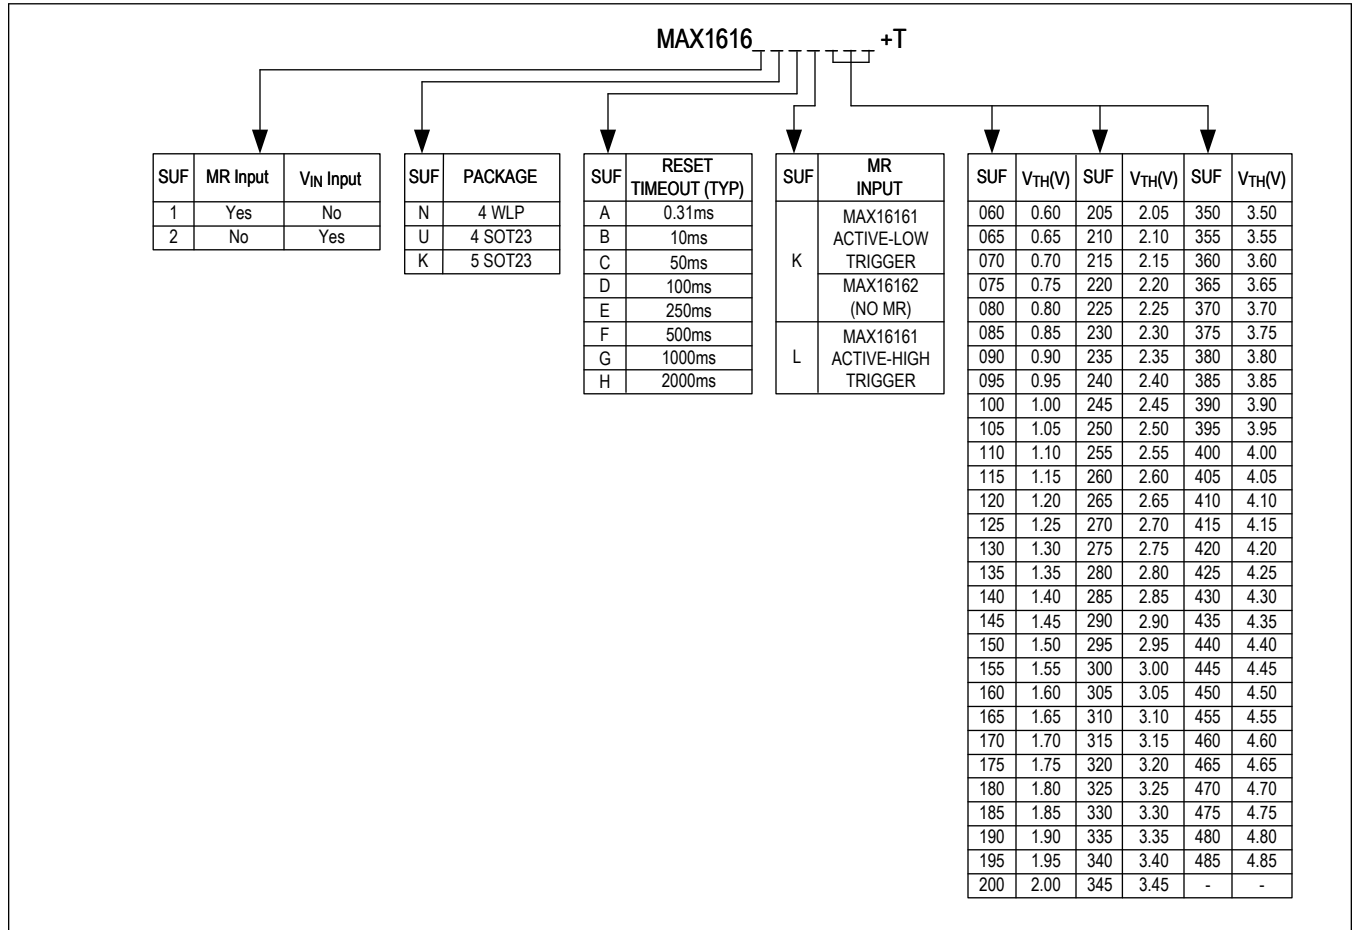 MAX1616_ _ _ _ _ _ _+T
SUF MR Input VIN Input
1 Yes No
2 No Yes
SUF PACKAGE
N 4 WLP
U 4 SOT23
K 5 SOT23
SUF RESET
TIMEOUT (TYP)
A 0.31ms
B 10ms
C 50ms
D 100ms
E 250ms
F 500ms
G 1000ms
H 2000ms
SUF MR
INPUT
K MAX16161
ACTIVE-LOW
TRIGGER
MAX16162
(NO MR)
L MAX16161
ACTIVE-HIGH
TRIGGER
SUF VTH(V) SUF VTH(V) SUF VTH(V)
060 0.60 205 2.05 350 3.50
065 0.65 210 2.10 355 3.55
070 0.70 215 2.15 360 3.60
075 0.75 220 2.20 365 3.65
080 0.80 225 2.25 370 3.70
085 0.85 230 2.30 375 3.75
090 0.90 235 2.35 380 3.80
095 0.95 240 2.40 385 3.85
100 1.00 245 2.45 390 3.90
105 1.05 250 2.50 395 3.95
110 1.10 255 2.55 400 4.00
115 1.15 260 2.60 405 4.05
120 1.20 265 2.65 410 4.10
125 1.25 270 2.70 415 4.15
130 1.30 275 2.75 420 4.20
135 1.35 280 2.80 425 4.25
140 1.40 285 2.85 430 4.30
145 1.45 290 2.90 435 4.35
150 1.50 295 2.95 440 4.40
155 1.55 300 3.00 445 4.45
160 1.60 305 3.05 450 4.50
165 1.65 310 3.10 455 4.55
170 1.70 315 3.15 460 4.60
175 1.75 320 3.20 465 4.65
180 1.80 325 3.25 470 4.70
185 1.85 330 3.30 475 4.75
190 1.90 335 3.35 480 4.80
195 1.95 340 3.40 485 4.85
200 2.00 345 3.45 - -